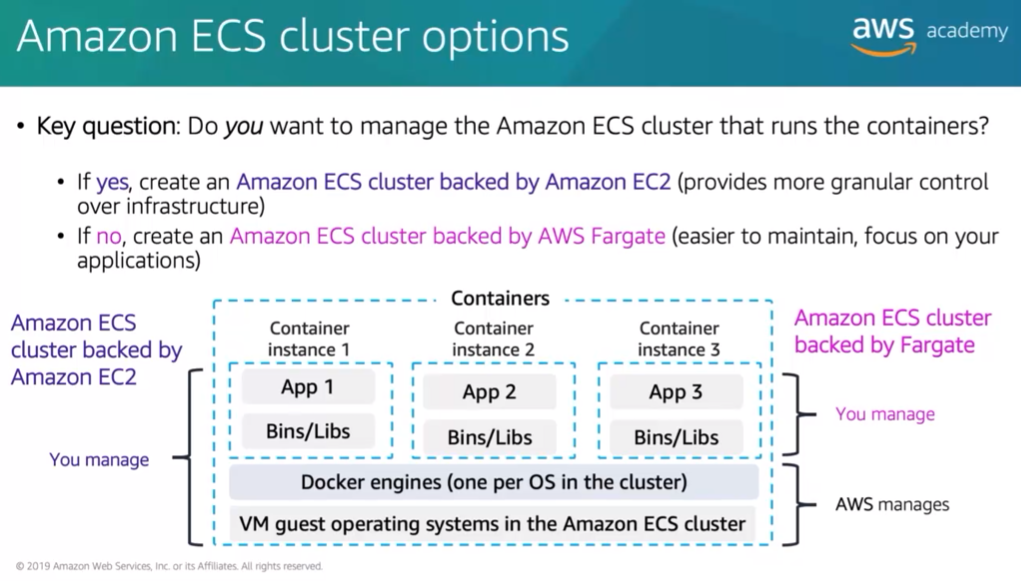 Amazon ECS cluster options
aws academy
• Key question: Do you want to manage the Amazon ECS cluster that runs the containers?
• If yes, create an Amazon ECS cluster backed by Amazon EC2 (provides more granular control
over infrastructure)
• If no, create an Amazon ECS cluster backed by AWS Fargate (easier to maintain, focus on your
applications)
Amazon ECS
cluster backed by
Amazon EC2
You manage
Containers
Container
instance 1
App 1
Bins/Libs
Container
instance 2
App 2
Bins/Libs
Container
instance 3
App 3
Bins/Libs
Docker engines (one per OS in the cluster)
VM guest operating systems in the Amazon ECS cluster
Amazon ECS cluster
backed by Fargate
You manage
AWS manages
© 2019 Amazon Web Services, Inc. or its Affiliates. All rights reserved.